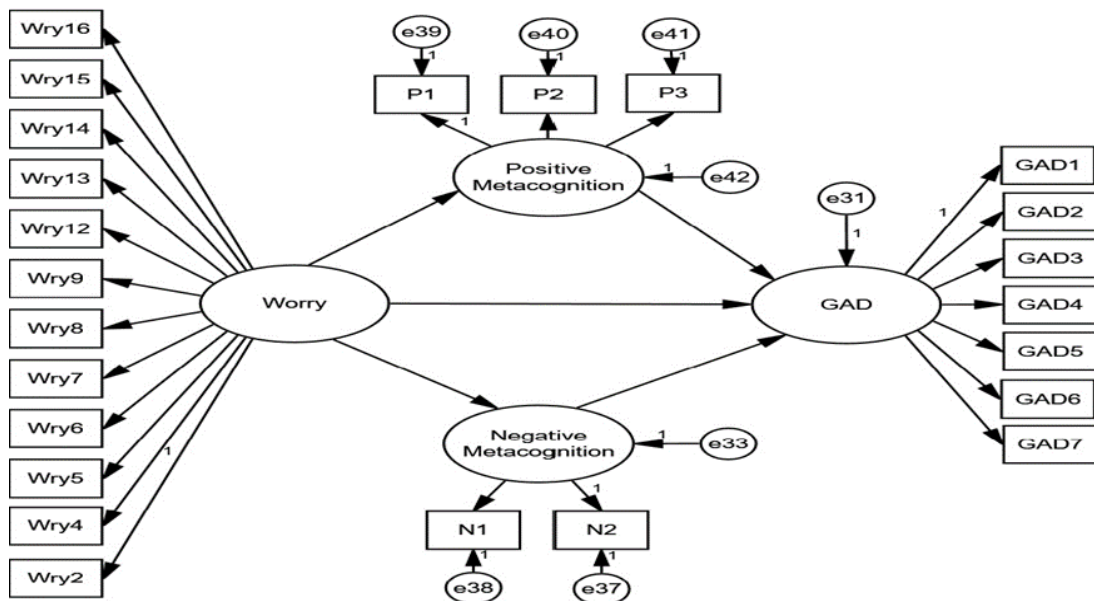 Wry16
Wry15
Wry14
Wry13
Wry12
Wry9
Wry8
Wry7
Wry6
Wry5
Wry4
Wry2
1
Worry
e39
1
e40
1
e41
1
P1
P2
P3
1
Positive
Metacognition
1
e42
e31
1
GAD
1
GAD1
GAD2
GAD3
GAD4
GAD5
GAD6
GAD7
Negative
Metacognition
1
e33
1
N1
N2
1
1
e38
e37